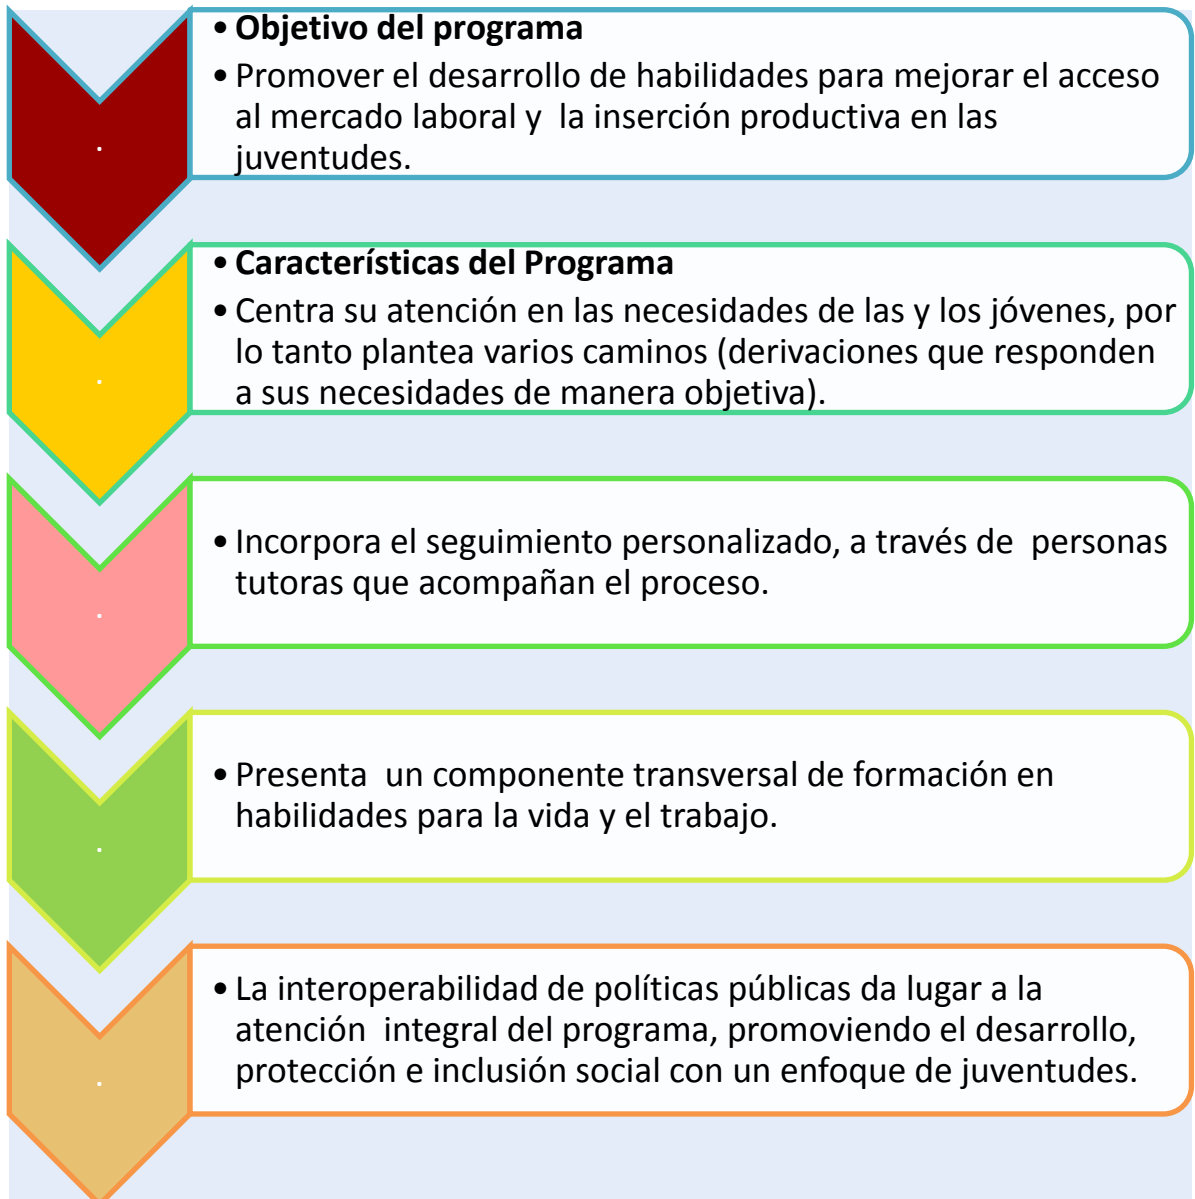 • Objetivo del programa
• Promover el desarrollo de habilidades para mejorar el acceso
al mercado laboral y  la inserción productiva en las
juventudes.
.
• Características del Programa
• Centra su atención en las necesidades de las y los jóvenes, por
lo tanto plantea varios caminos (derivaciones que responden
a sus necesidades de manera objetiva).
.
• Incorpora el seguimiento personalizado, a través de  personas
tutoras que acompañan el proceso.
.
• Presenta  un componente transversal de formación en
habilidades para la vida y el trabajo.
.
• La interoperabilidad de políticas públicas da lugar a la
atención  integral del programa, promoviendo el desarrollo,
protección e inclusión social con un enfoque de juventudes.
.